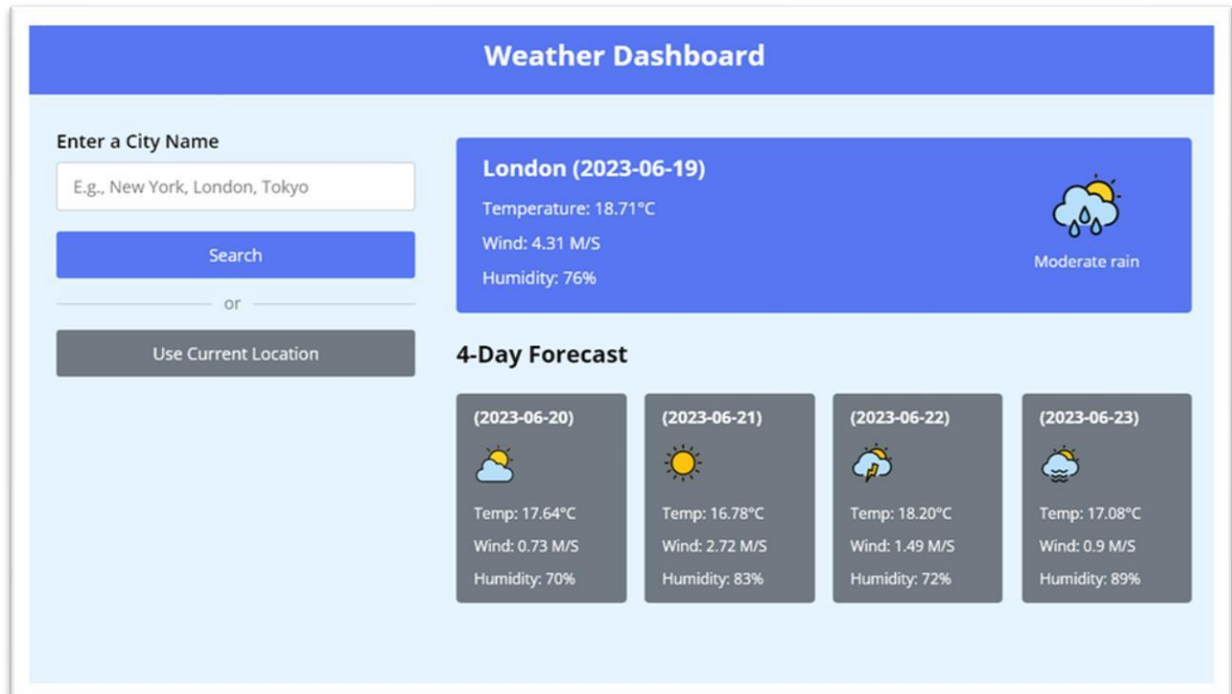 Weather Dashboard
Enter a City Name
E.g., New York, London, Tokyo
Search
or
Use Current Location
London (2023-06-19)
Temperature: 18.71°C
Wind: 4.31 M/S
Humidity: 76%
Moderate rain
4-Day Forecast
(2023-06-20)
Temp: 17.64°C
Wind: 0.73 M/S
Humidity: 70%
(2023-06-21)
Temp: 16.78°C
Wind: 2.72 M/S
Humidity: 83%
(2023-06-22)
Temp: 18.20°C
Wind: 1.49 M/S
Humidity: 72%
(2023-06-23)
Temp: 17.08°C
Wind: 0.9 M/S
Humidity: 89%